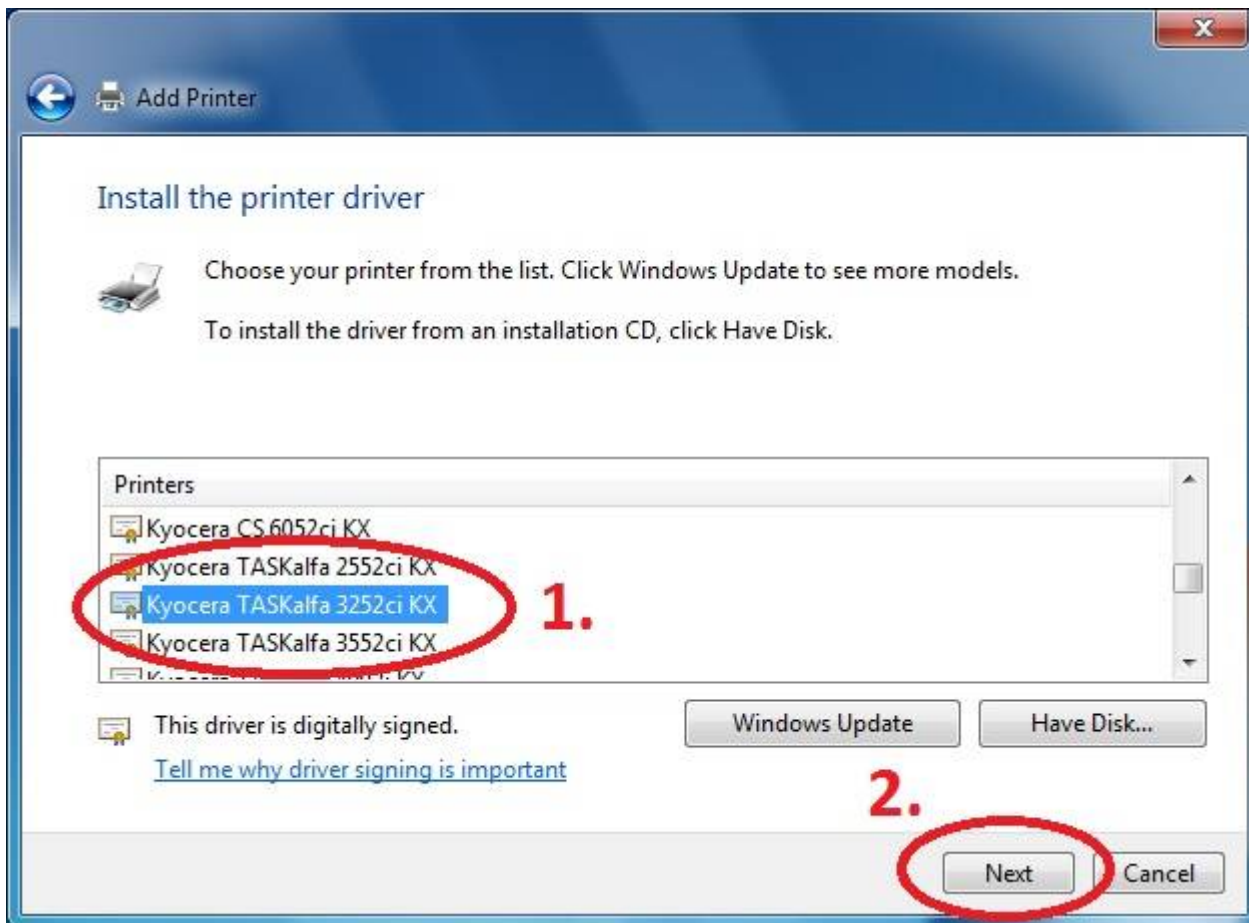 X
Add Printer
Install the printer driver
Choose your printer from the list. Click Windows Update to see more models.
To install the driver from an installation CD, click Have Disk.
Printers
Kyocera CS 6052ci KX
Kyocera TASKalfa 2552ci KX
Kyocera TASKalfa 3252ci KX
1.
Kyocera TASKalfa 3552ci KX
This driver is digitally signed.
Windows Update
Have Disk...
Tell me why driver signing is important
2.
Next
Cancel